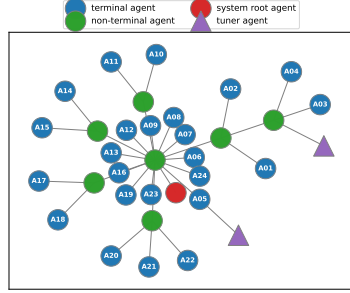 terminal agent
system root agent
non-terminal agent
tuner agent
A10
A11
A04
A14
A02
A03
A08
A09
A15
A12
A07
A13
A06
A01
A16
A24
A17
A19
A23
A05
A18
A20
A22
A21